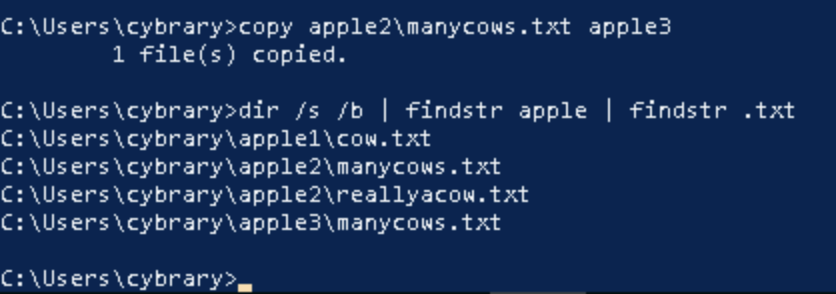 C:\Users\cybrary>copy apple2\manycows.txt apple3
        1 file(s) copied.
C:\Users\cybrary>dir /s /b | findstr apple | findstr .txt
C:\Users\cybrary\apple1\cow.txt
C:\Users\cybrary\apple2\manycows.txt
C:\Users\cybrary\apple2\reallyacow.txt
C:\Users\cybrary\apple3\manycows.txt
C:\Users\cybrary>